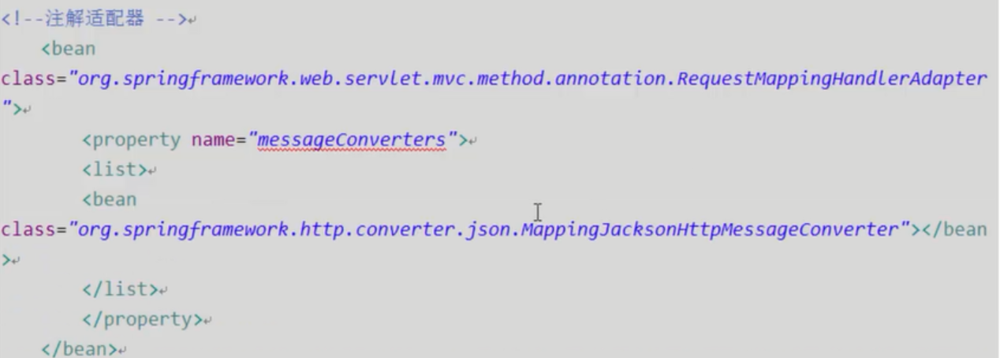 <!--注解适配器 -->
<bean
class="org.springframework.web.servlet.mvc.method.annotation.RequestMappingHandlerAdapter
">
<property name="messageConverters">
<list>
<bean
class="org.springframework.http.converter.json.MappingJacksonHttpMessageConverter"></bean
>
</list>
</property>
</bean>